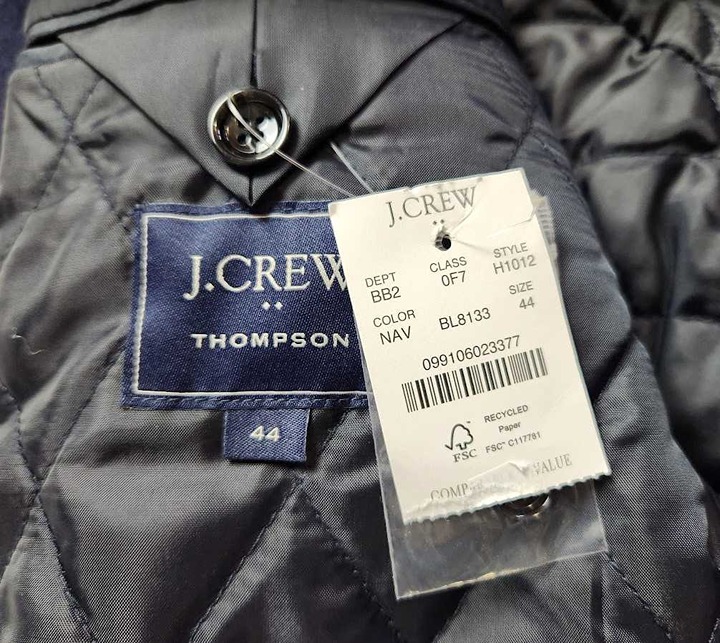 J.CREW
THOMPSON
44
J.CREW
DEPT CLASS STYLE
BB2 0F7 H1012
COLOR SIZE
NAV BL8133 44
099106023377
RECYCLED
Paper
FSC
FSC™ C117781
VALUE